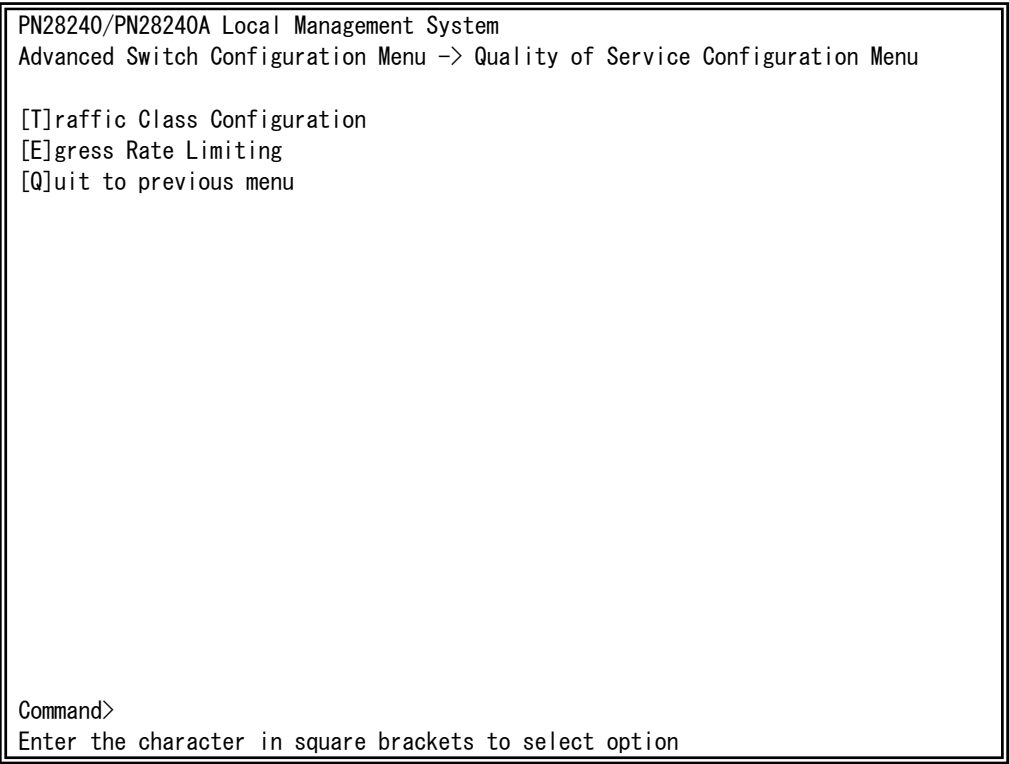 PN28240/PN28240A Local Management System
Advanced Switch Configuration Menu -> Quality of Service Configuration Menu
[T]raffic Class Configuration
[E]gress Rate Limiting
[Q]uit to previous menu
Command>
Enter the character in square brackets to select option